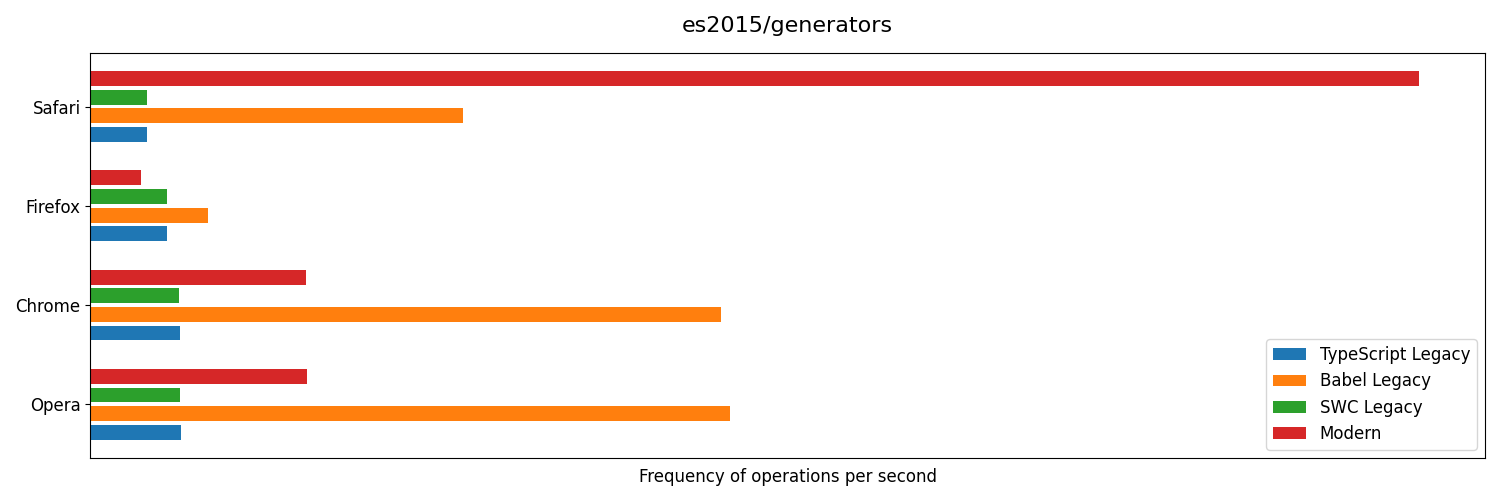 es2015/generators
Safari
Firefox
Chrome
Opera
TypeScript Legacy
Babel Legacy
SWC Legacy
Modern
Frequency of operations per second